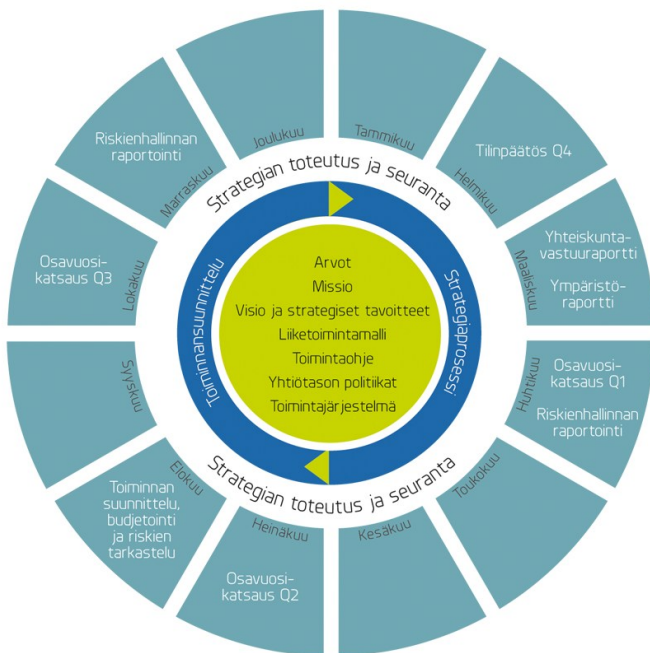 Joulukuu
Tammikuu
Helmikuu
Tilinpäätös Q4
Maaliskuu
Yhteiskunta-
vastuuraportti
Ympäristö-
raportti
Huhtikuu
Osavuosi-
katsaus Q1
Riskienhallinnan
raportointi
Toukokuu
Kesäkuu
Heinäkuu
Osavuosi-
katsaus Q2
Elokuu
Toiminnan
suunnittelu,
budjetointi
ja riskien
tarkastelu
Syyskuu
Lokakuu
Osavuosi-
katsaus Q3
Marraskuu
Riskienhallinnan
raportointi
Strategian toteutus ja seuranta
Strategiaprosessi
Strategian toteutus ja seuranta
Toiminnansuunnittelu
Arvot
Missio
Visio ja strategiset tavoitteet
Liiketoimintamalli
Toimintaohje
Yhtiötason politiikat
Toimintajärjestelmä